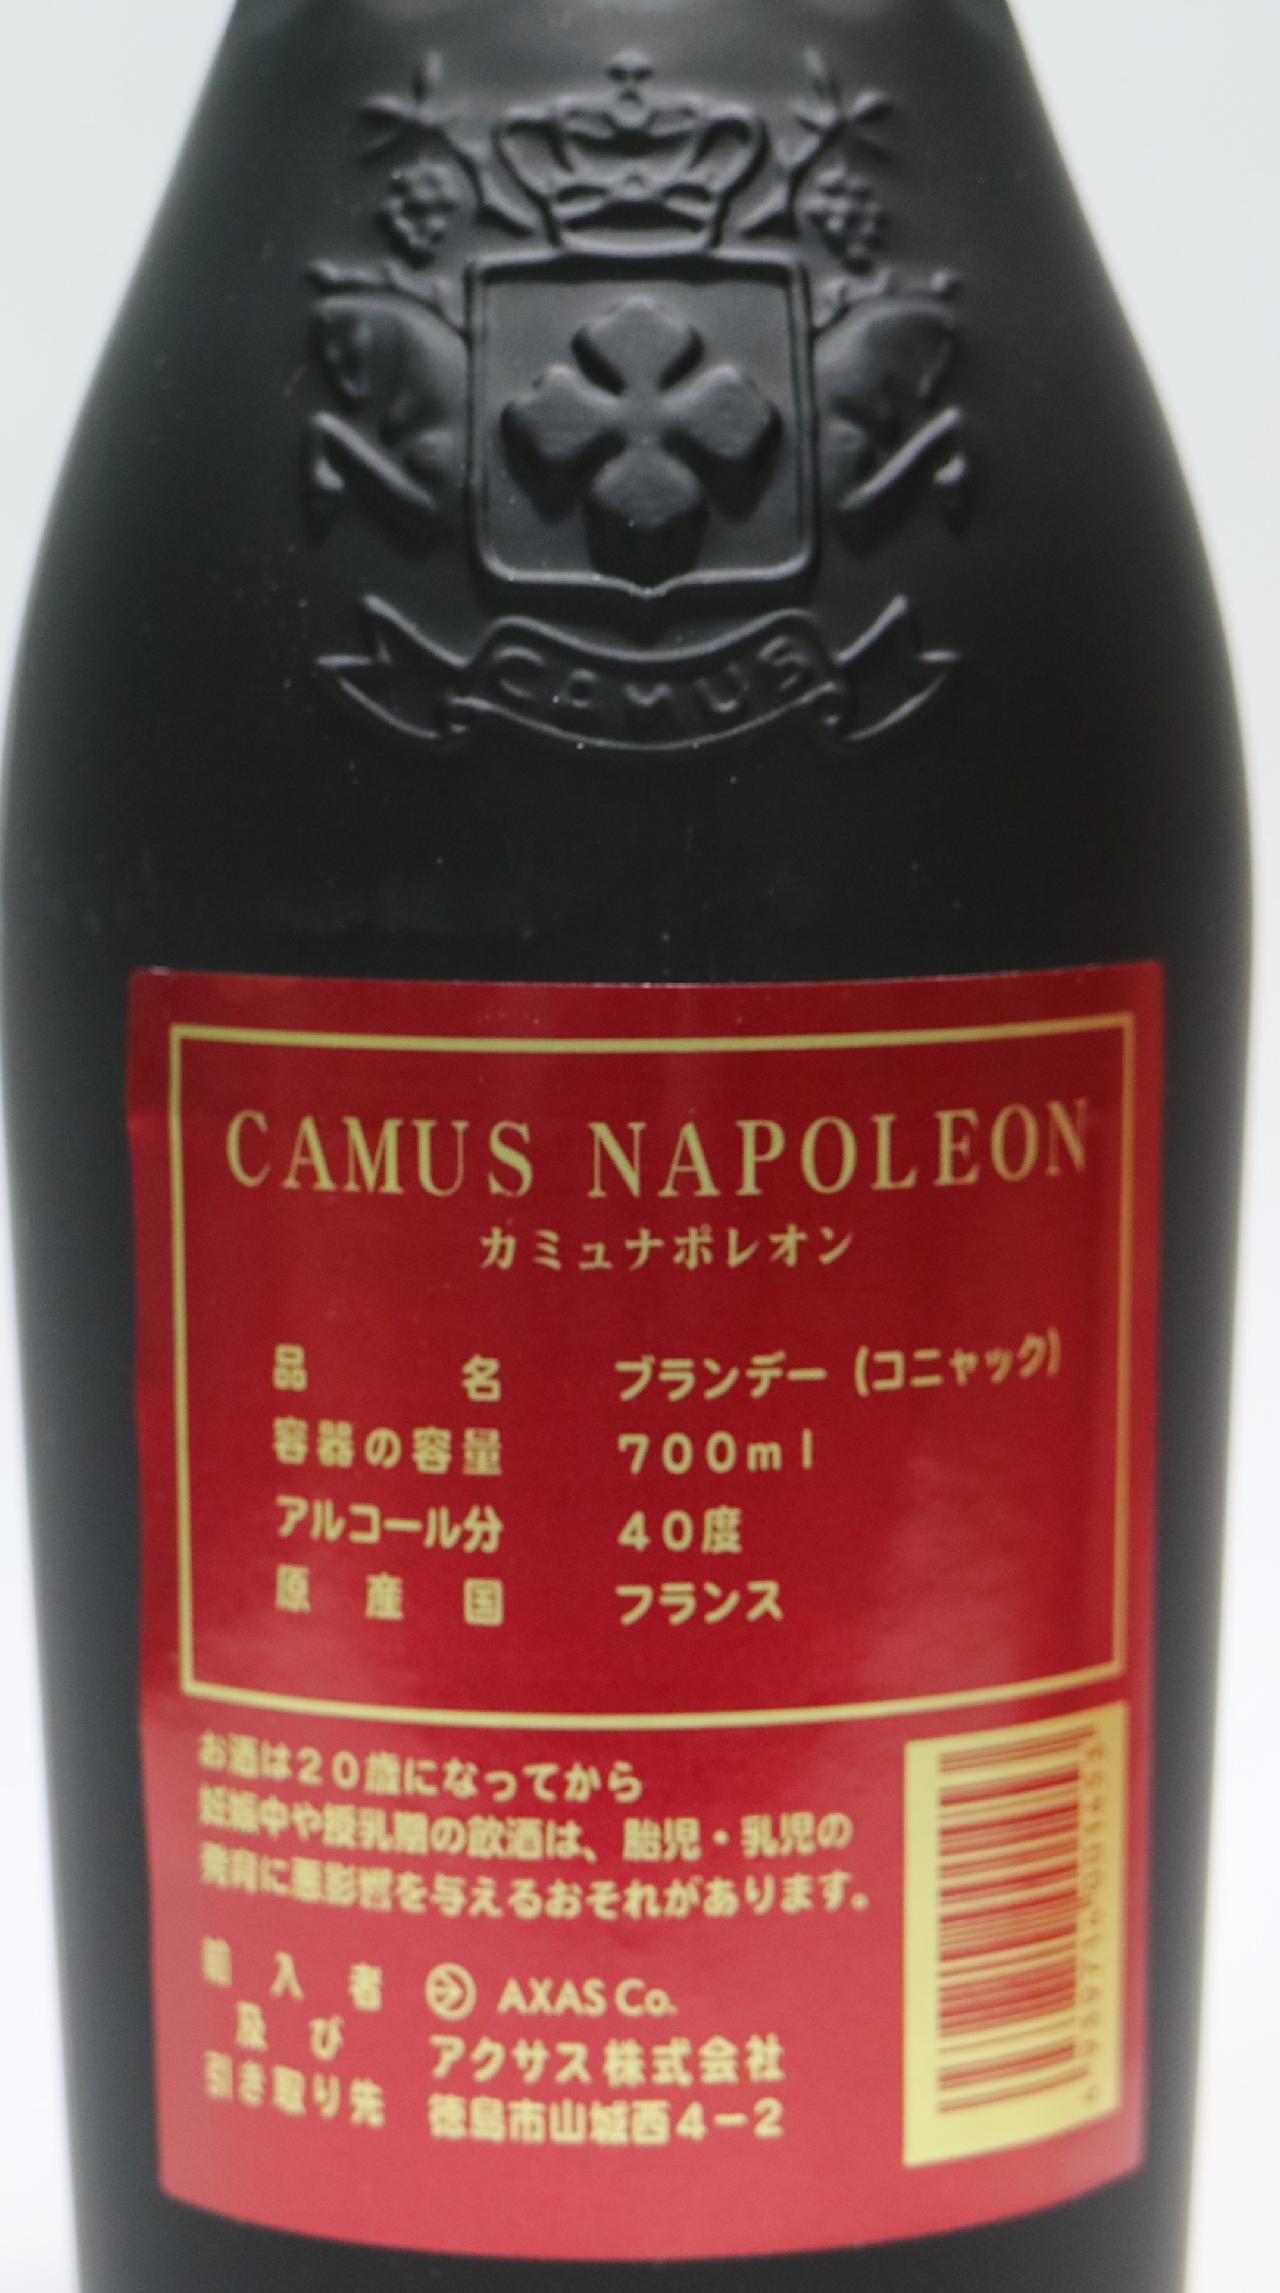 CAMUS
CAMUS NAPOLEON
カミュナポレオン
品名 ブランデー (コニャック)
容器の容量 700ml
アルコール分 40度
原産国 フランス
お酒は20歳になってから
妊娠中や授乳期の飲酒は、胎児・乳児の
発育に悪影響を与えるおそれがあります。
輸入者 AXAS Co.
及び アクサス株式会社
引き取り先 徳島市山城西4-2